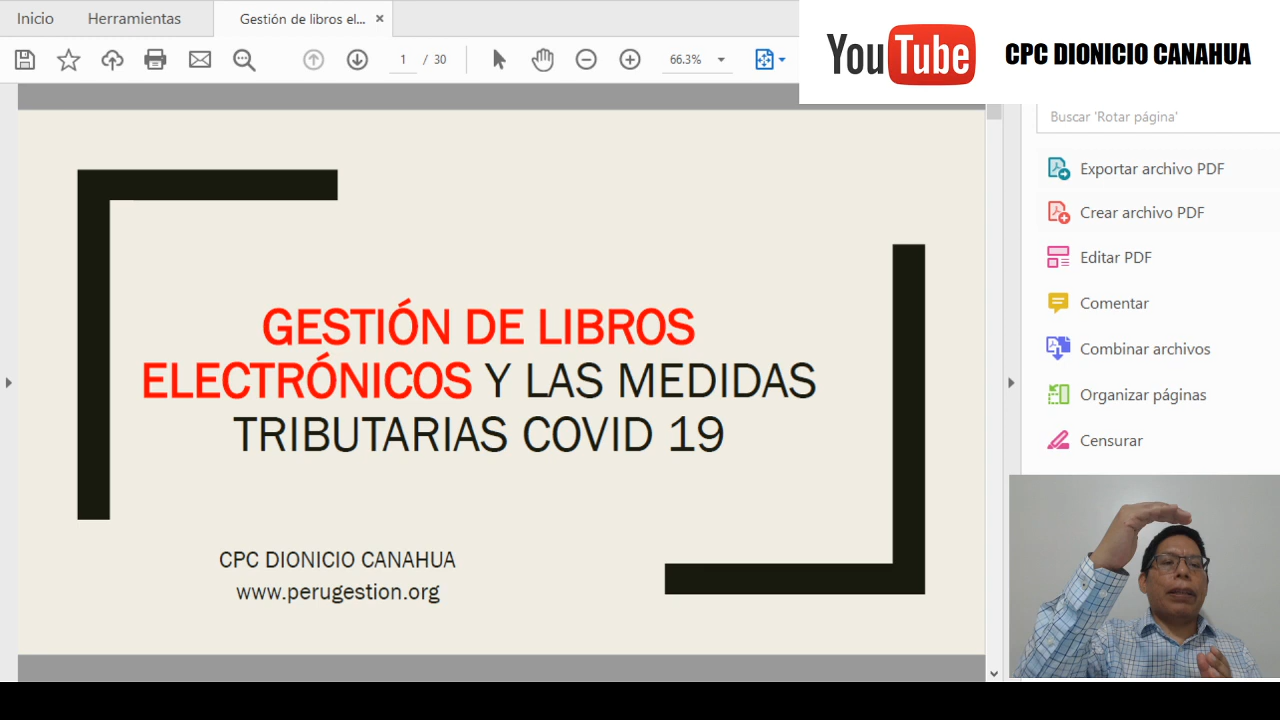 Inicio
Herramientas
Gestión de libros el... ×
1 / 30
66.3%
YouTube
CPC DIONICIO CANAHUA
Buscar 'Rotar página'
Exportar archivo PDF
Crear archivo PDF
Editar PDF
Comentar
Combinar archivos
Organizar páginas
Censurar
GESTIÓN DE LIBROS
ELECTRÓNICOS Y LAS MEDIDAS
TRIBUTARIAS COVID 19
CPC DIONICIO CANAHUA
www.perugestion.org